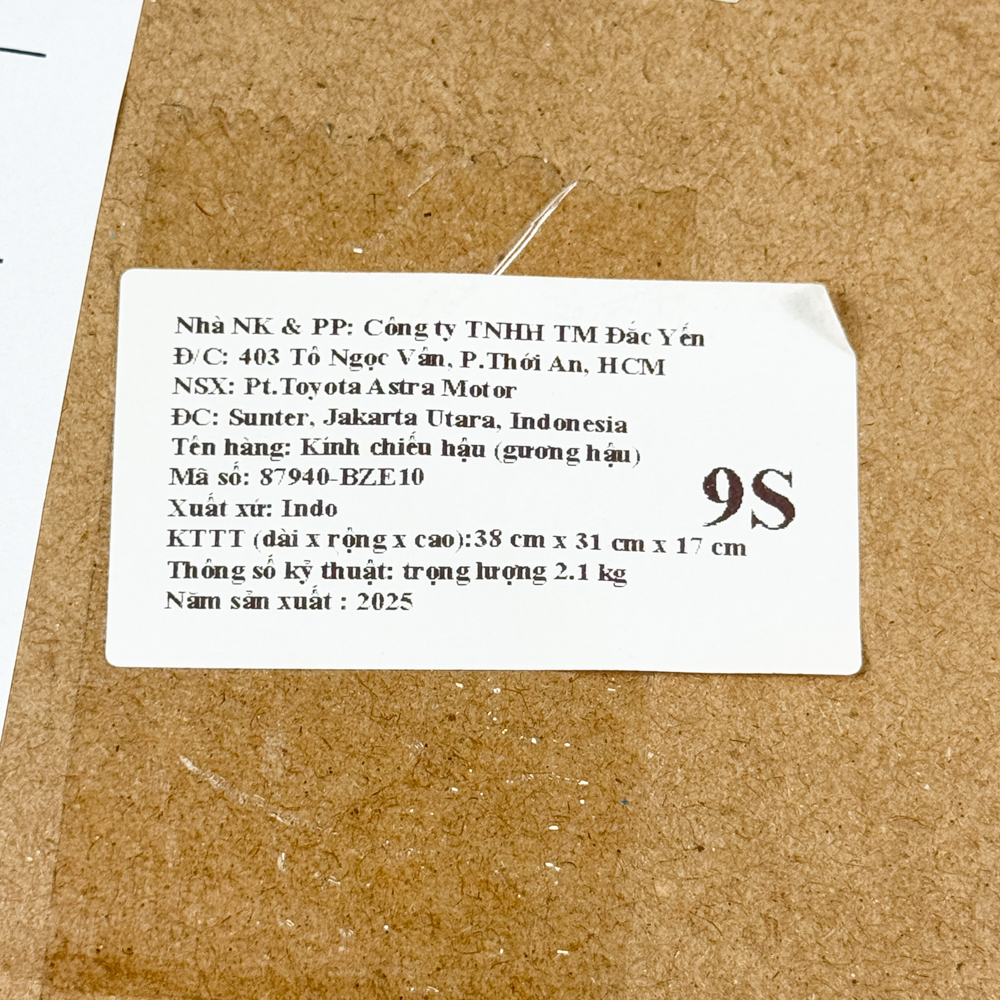 Nhà NK & PP: Công ty TNHH TM Đắc Yến
Đ/C: 403 Tô Ngọc Vân, P.Thới An, HCM
NSX: Pt.Toyota Astra Motor
ĐC: Sunter, Jakarta Utara, Indonesia
Tên hàng: Kính chiếu hậu (gương hậu)
Mã số: 87940-BZE10
Xuất xứ: Indo
9S
KTTT (dài x rộng x cao):38 cm x 31 cm x 17 cm
Thông số kỹ thuật: trọng lượng 2.1 kg
Năm sản xuất : 2025